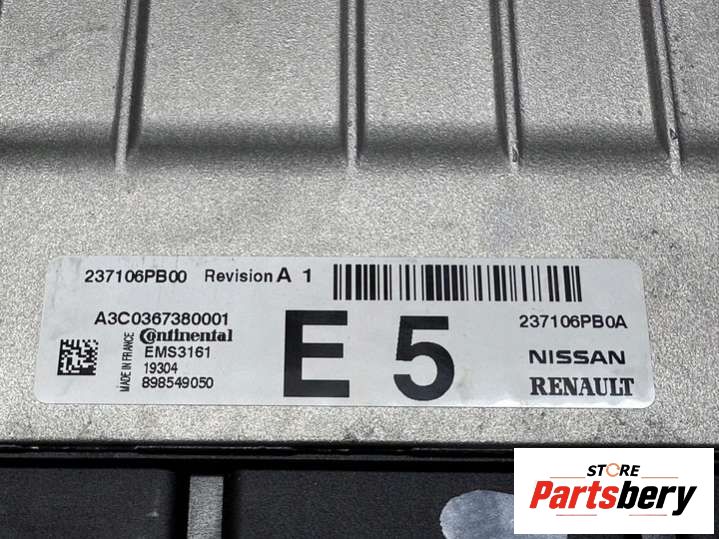 237106PB00 Revision A 1
A3C0367380001
237106PB0A
Continental
EMS3161
19304
898549050
MADE IN FRANCE
E 5
NISSAN
RENAULT
STORE
Partsbery